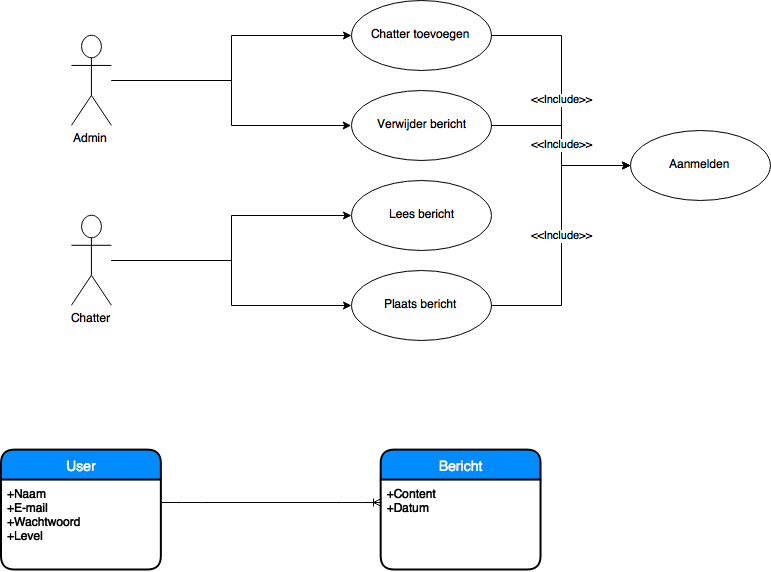 Chatter toevoegen
<<Include>>
Verwijder bericht
Admin
<<Include>>
Aanmelden
Lees bericht
<<Include>>
Plaats bericht
Chatter
User
+Naam
+E-mail
+Wachtwoord
+Level
Bericht
+Content
+Datum